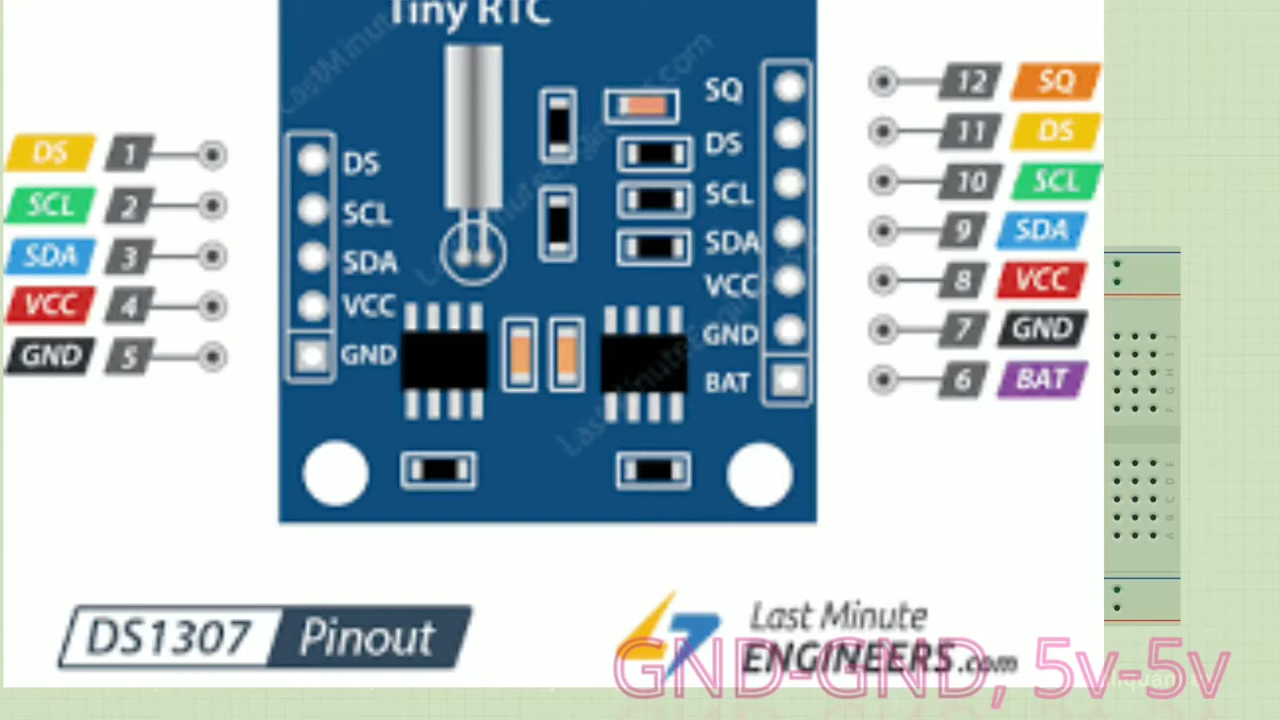 Tiny RTC
DS 1
SCL 2
SDA 3
VCC 4
GND 5
DS
SCL
SDA
VCC
GND
SQ
DS
SCL
SDA
VCC
GND
BAT
12 SQ
11 DS
10 SCL
9 SDA
8 VCC
7 GND
6 BAT
DS1307 Pinout
Last Minute
ENGINEERS.com
GND-GND, 5v-5v